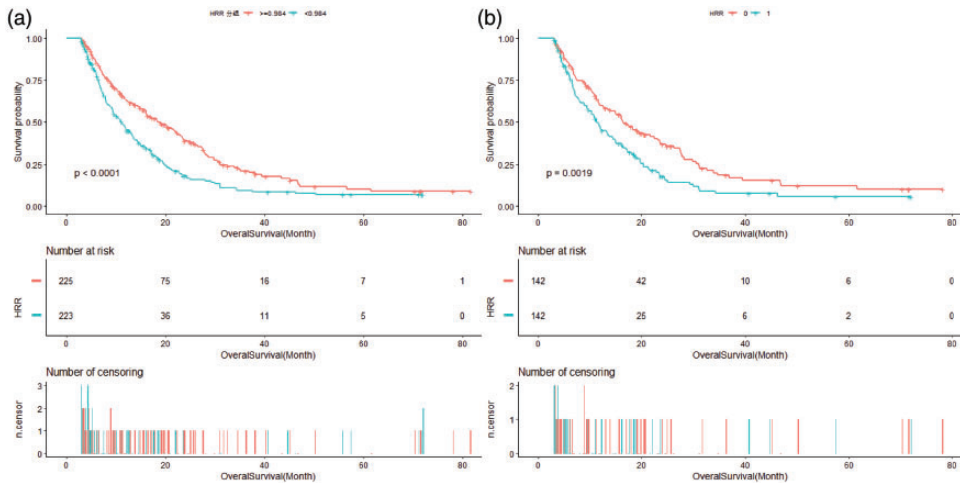 (a)
HRR >=0.984 <0.984
Survival probability
1.00
0.75
0.50
0.25
0.00
p < 0.0001
0 20 40 60 80
OveralSurvival(Month)
Number at risk
HRR
225 75 16 7 1
223 36 11 5 0
0 20 40 60 80
OveralSurvival(Month)
Number of censoring
n.censor
3
2
1
0
0 20 40 60 80
OveralSurvival(Month)
(b)
HRR 0 1
Survival probability
1.00
0.75
0.50
0.25
0.00
p = 0.0019
0 20 40 60 80
OveralSurvival(Month)
Number at risk
HRR
142 42 10 6 0
142 26 6 2 0
0 20 40 60 80
OveralSurvival(Month)
Number of censoring
n.censor
2
1
0
0 20 40 60 80
OveralSurvival(Month)